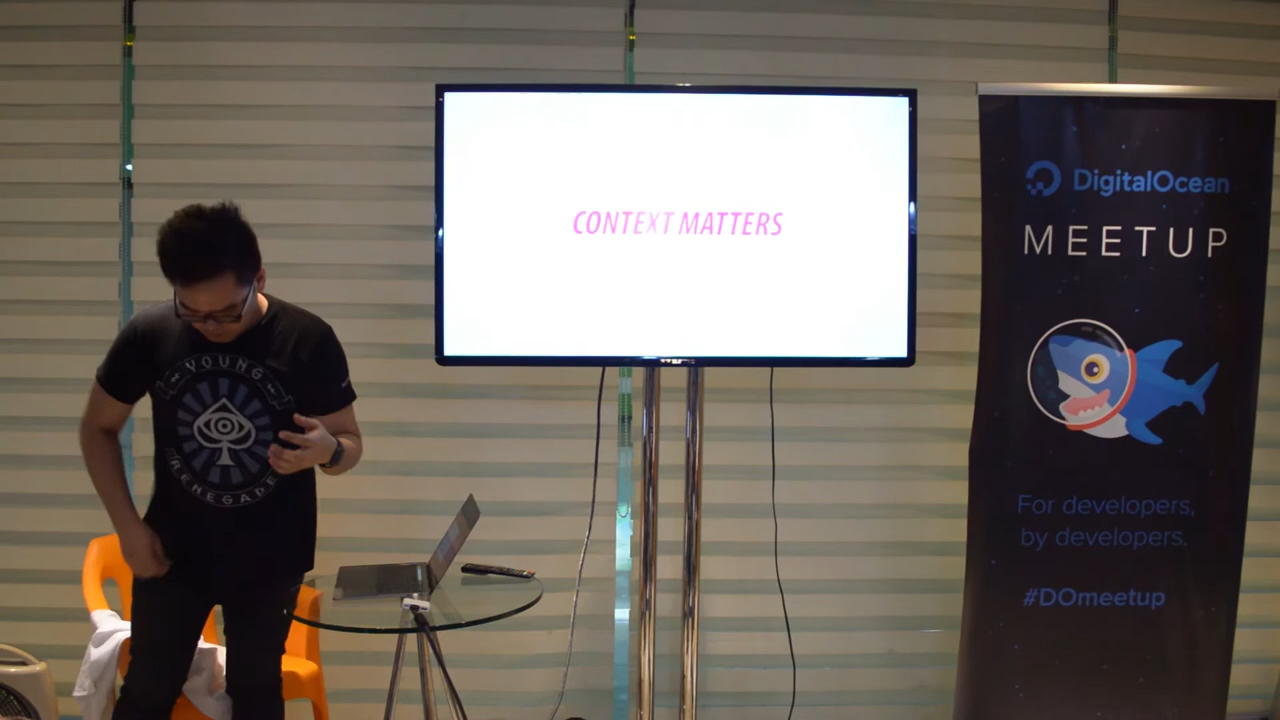 CONTEXT MATTERS
YOUNG
RENEGADE
DigitalOcean
MEETUP
For developers,
by developers.
#DOmeetup